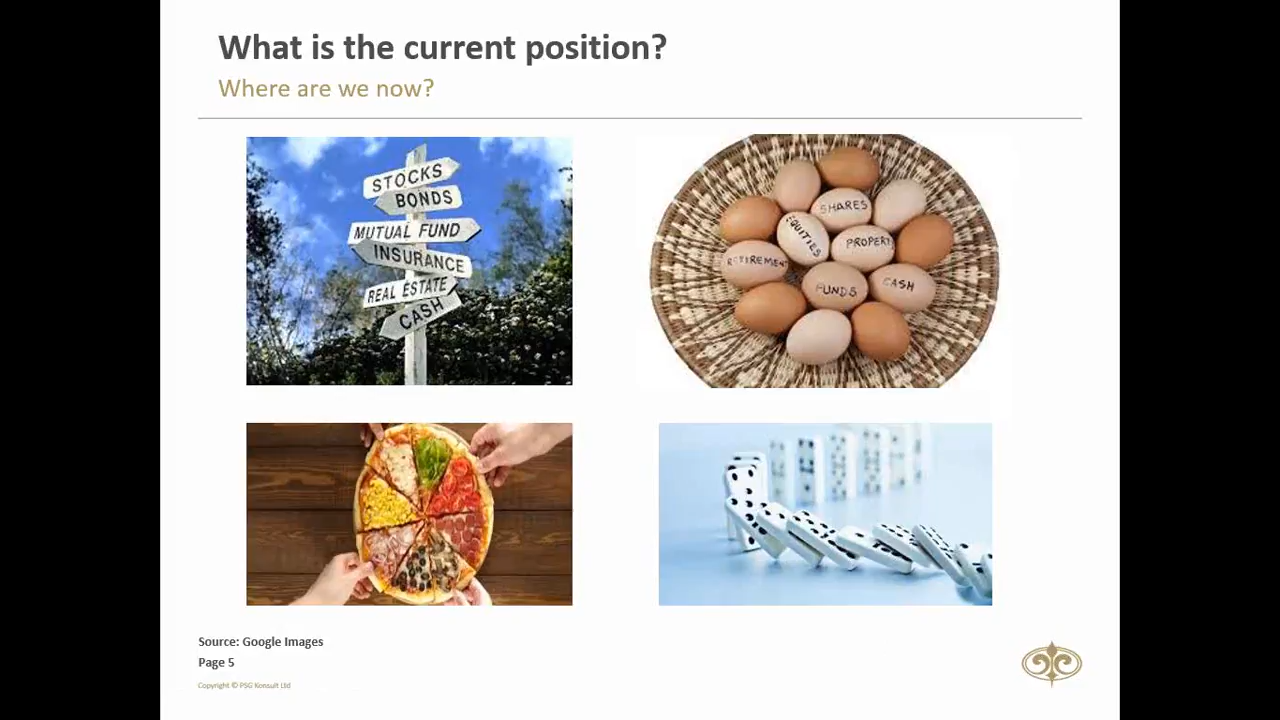 What is the current position?
Where are we now?
STOCKS
BONDS
MUTUAL FUND
INSURANCE
REAL ESTATE
CASH
SHARES
EQUITIES
PROPERT
RETIREMENT
FUNDS
CASH
Source: Google Images
Page 5
Copyright © PSG Konsult Ltd